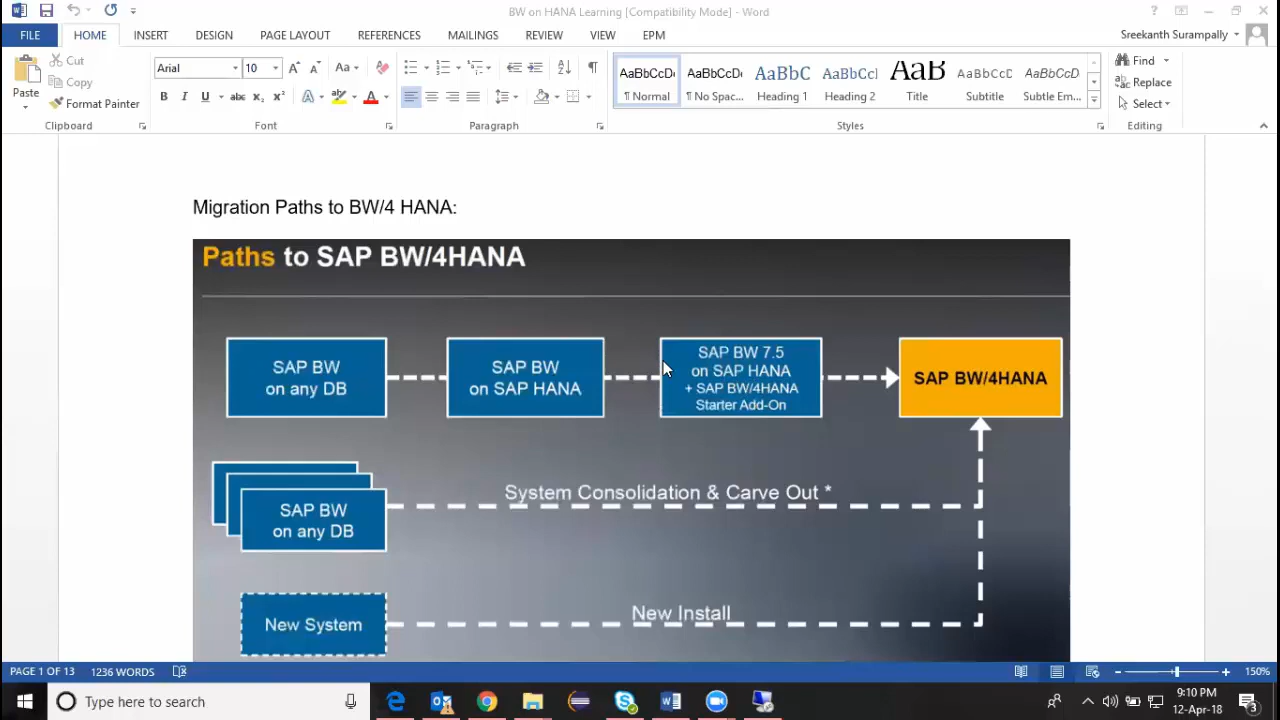 BW on HANA Learning [Compatibility Mode] - Word
FILE
HOME
INSERT
DESIGN
PAGE LAYOUT
REFERENCES
MAILINGS
REVIEW
VIEW
EPM
Sreekanth Surampally
Paste
Cut
Copy
Format Painter
Clipboard
Arial
10
Font
Paragraph
AaBbCcDı
¶ Normal
AaBbCcDı
¶ No Spac...
AaBbC
Heading 1
AaBbCcl
Heading 2
AaB
Title
AaBbCcD
Subtitle
AaBbCcD
Subtle Em...
Styles
Find
Replace
Select
Editing
Migration Paths to BW/4 HANA:
Paths to SAP BW/4HANA
SAP BW
on any DB
SAP BW
on SAP HANA
SAP BW 7.5
on SAP HANA
+ SAP BW/4HANA
Starter Add-On
SAP BW/4HANA
SAP BW
on any DB
System Consolidation & Carve Out *
New System
New Install
PAGE 1 OF 13
1236 WORDS
150%
Type here to search
9:10 PM
12-Apr-18
3